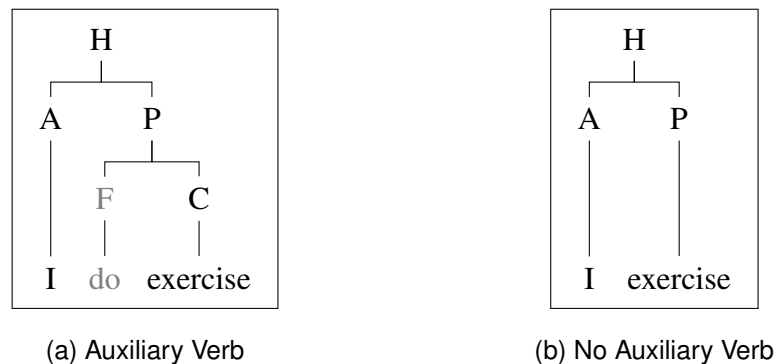 H
A P
F C
I do exercise
(a) Auxiliary Verb
H
A P
I exercise
(b) No Auxiliary Verb